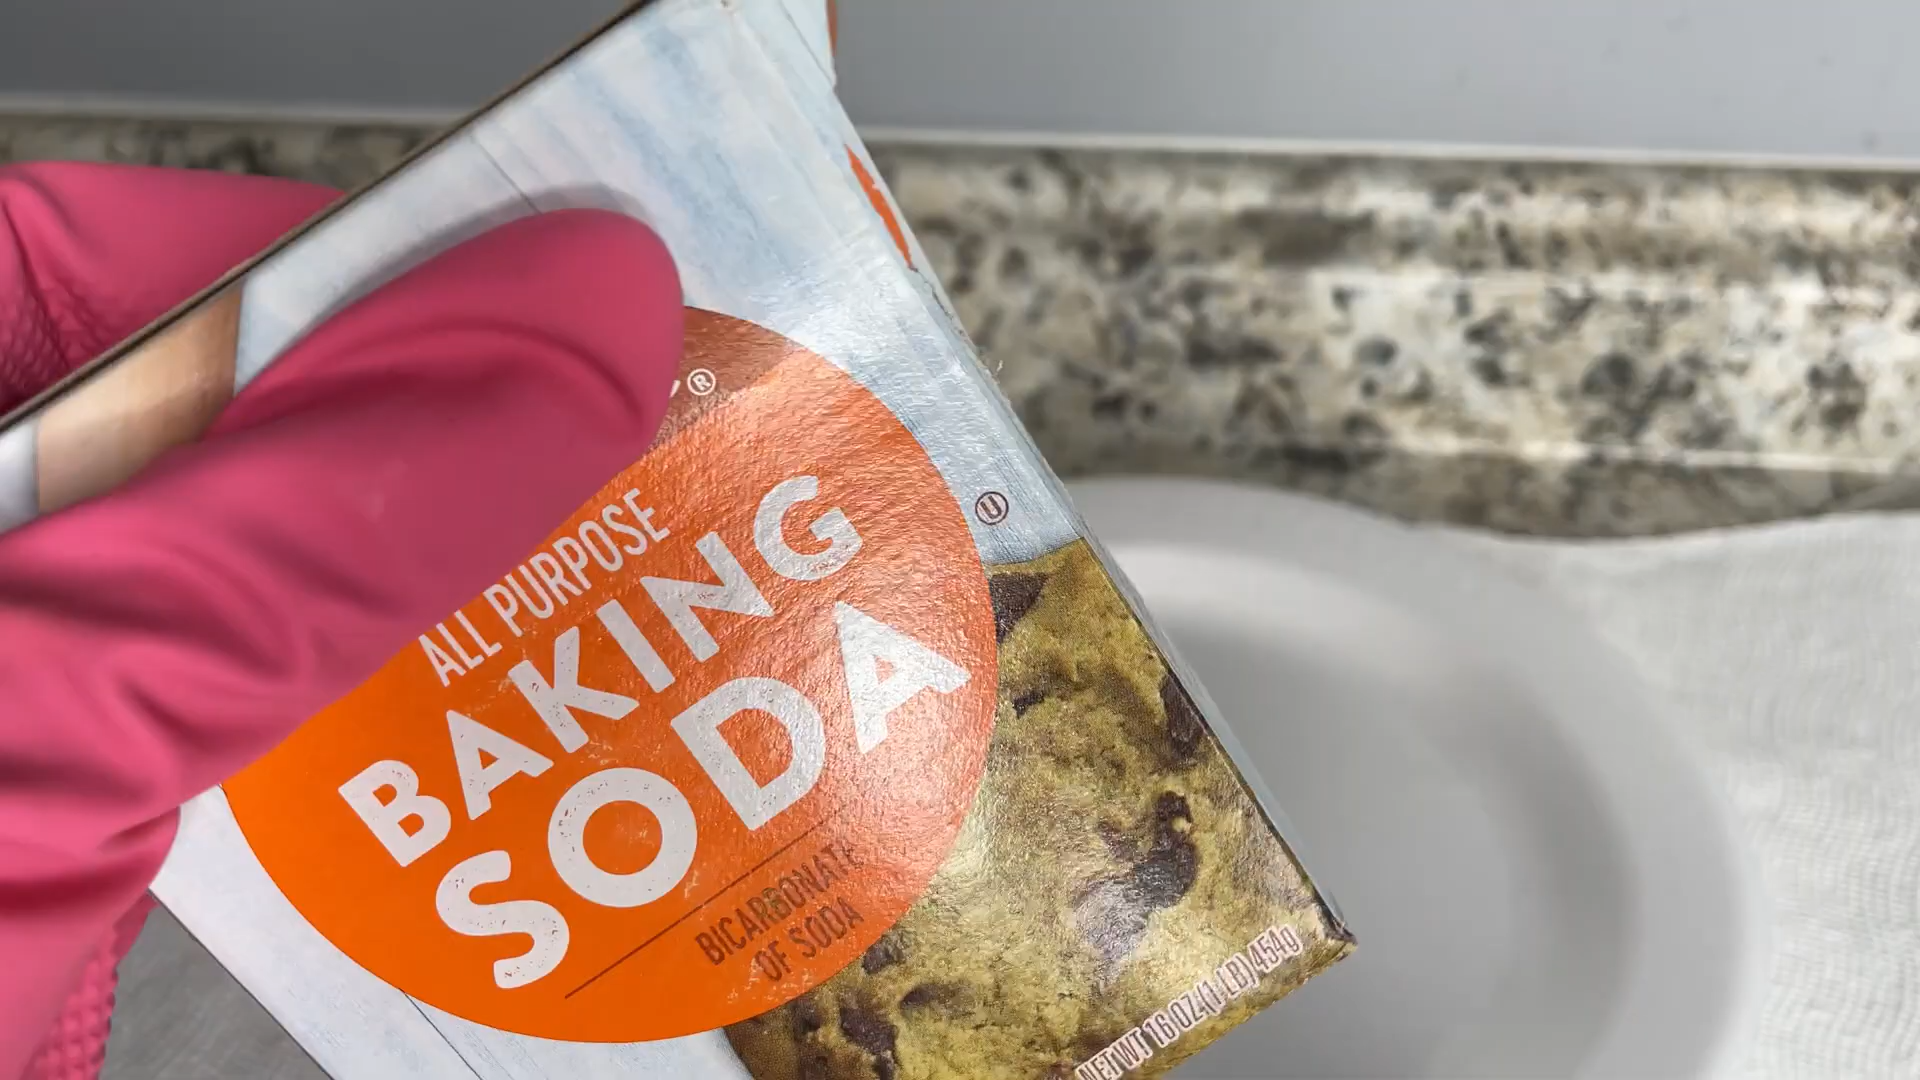 ®
ALL PURPOSE
BAKING
SODA
BICARBONATE
OF SODA
U
NET WT 16 OZ (1 LB) 454g